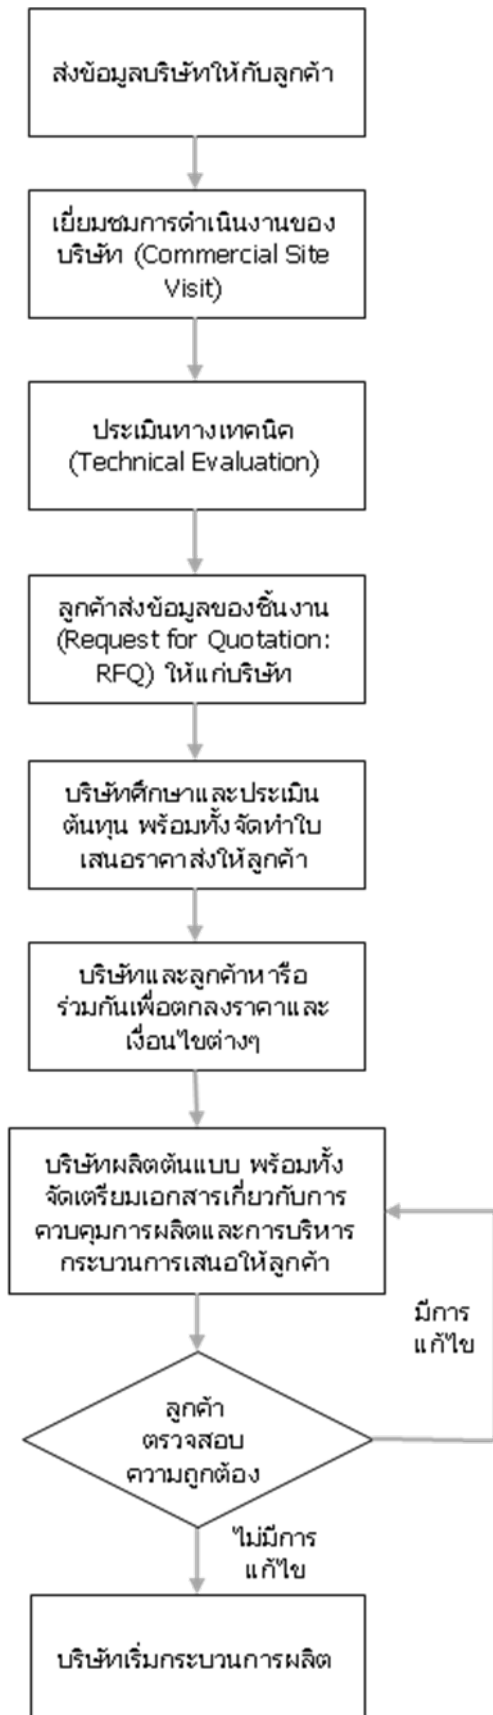 ส่งข้อมูลบริษัทให้กับลูกค้า
เยี่ยมชมการดำเนินงานของ
บริษัท (Commercial Site
Visit)
ประเมินทางเทคนิค
(Technical Evaluation)
ลูกค้าส่งข้อมูลของชิ้นงาน
(Request for Quotation:
RFQ) ให้แก่บริษัท
บริษัทศึกษาและประเมิน
ต้นทุน พร้อมทั้งจัดทำใบ
เสนอราคาส่งให้ลูกค้า
บริษัทและลูกค้าหารือ
ร่วมกันเพื่อตกลงราคาและ
เงื่อนไขต่างๆ
บริษัทผลิตต้นแบบ พร้อมทั้ง
จัดเตรียมเอกสารเกี่ยวกับการ
ควบคุมการผลิตและการบริหาร
กระบวนการเสนอให้ลูกค้า
มีการ
แก้ไข
ลูกค้า
ตรวจสอบ
ความถูกต้อง
ไม่มีการ
แก้ไข
บริษัทเริ่มกระบวนการผลิต